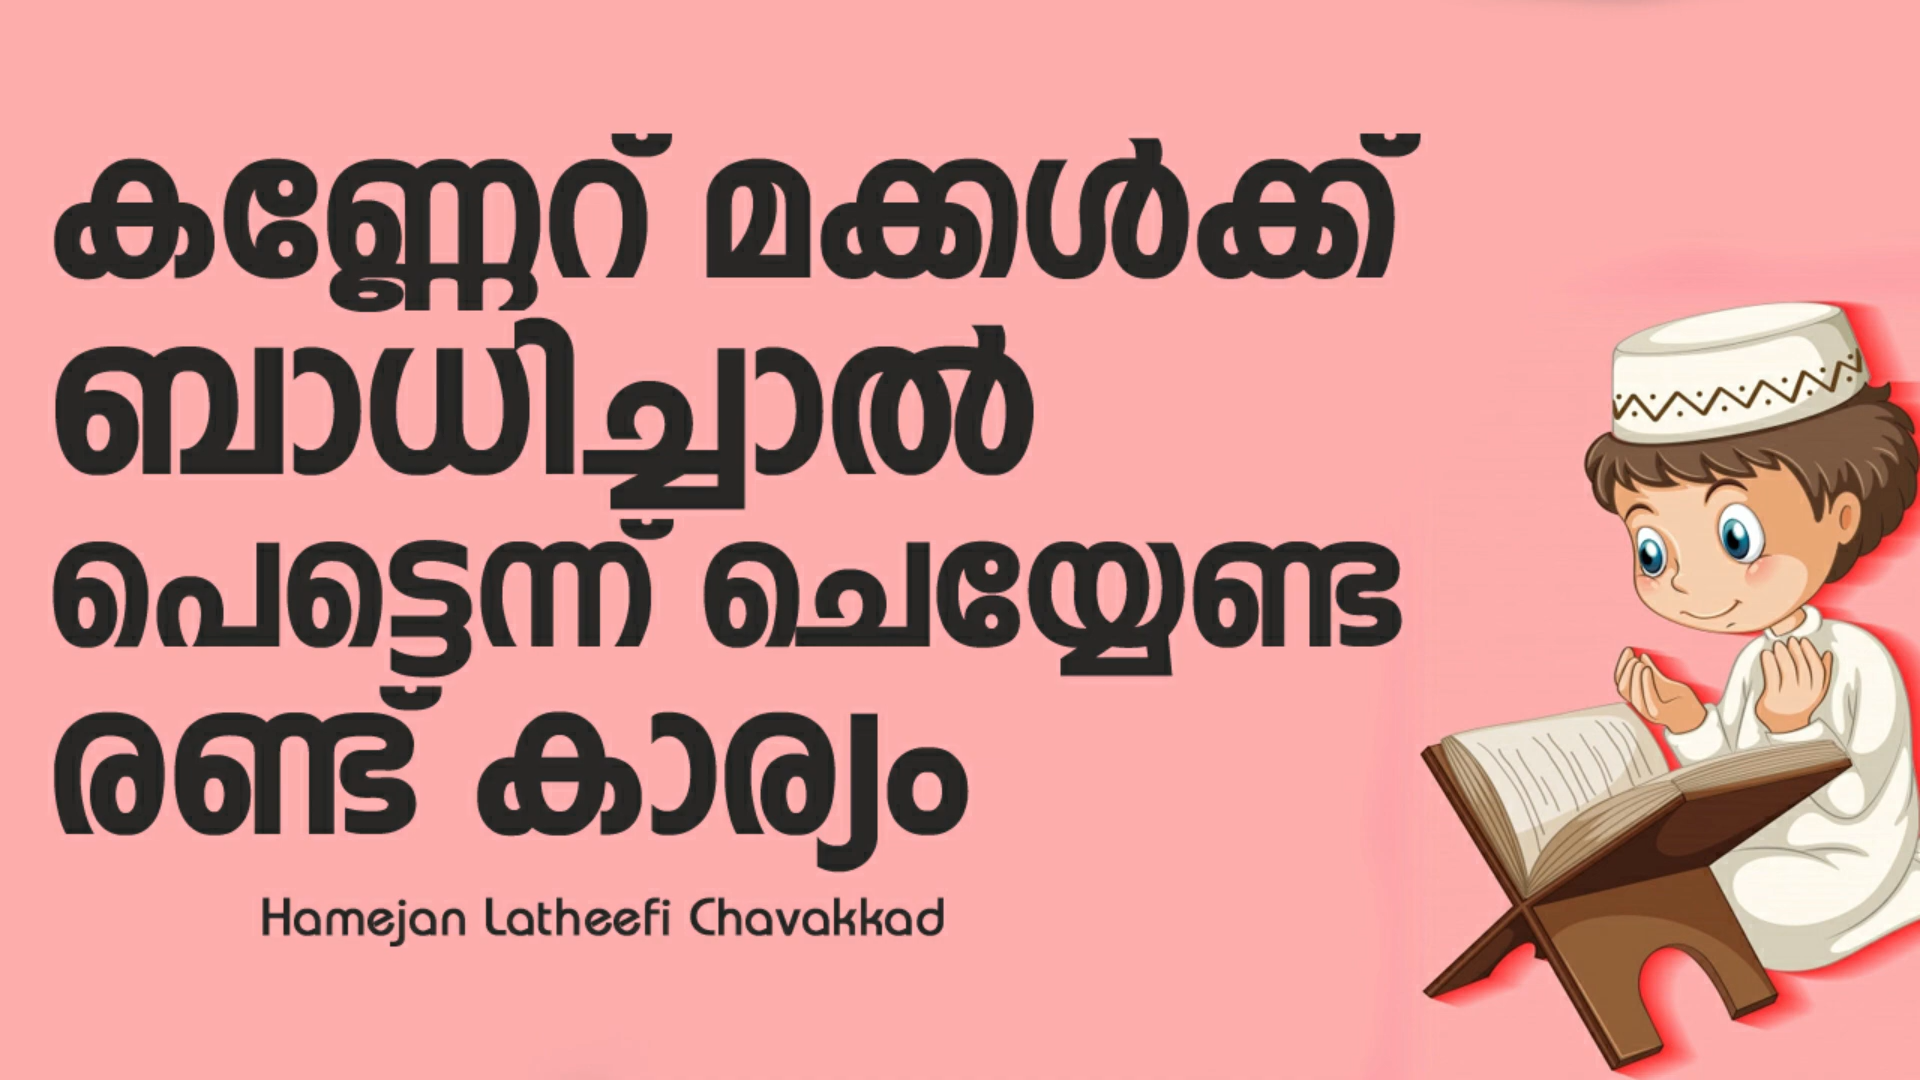 കണ്ണേറ് മക്കൾക്ക്
ബാധിച്ചാൽ
പെട്ടെന്ന് ചെയ്യേണ്ട
രണ്ട് കാര്യം
Hamejan Latheefi Chavakkad